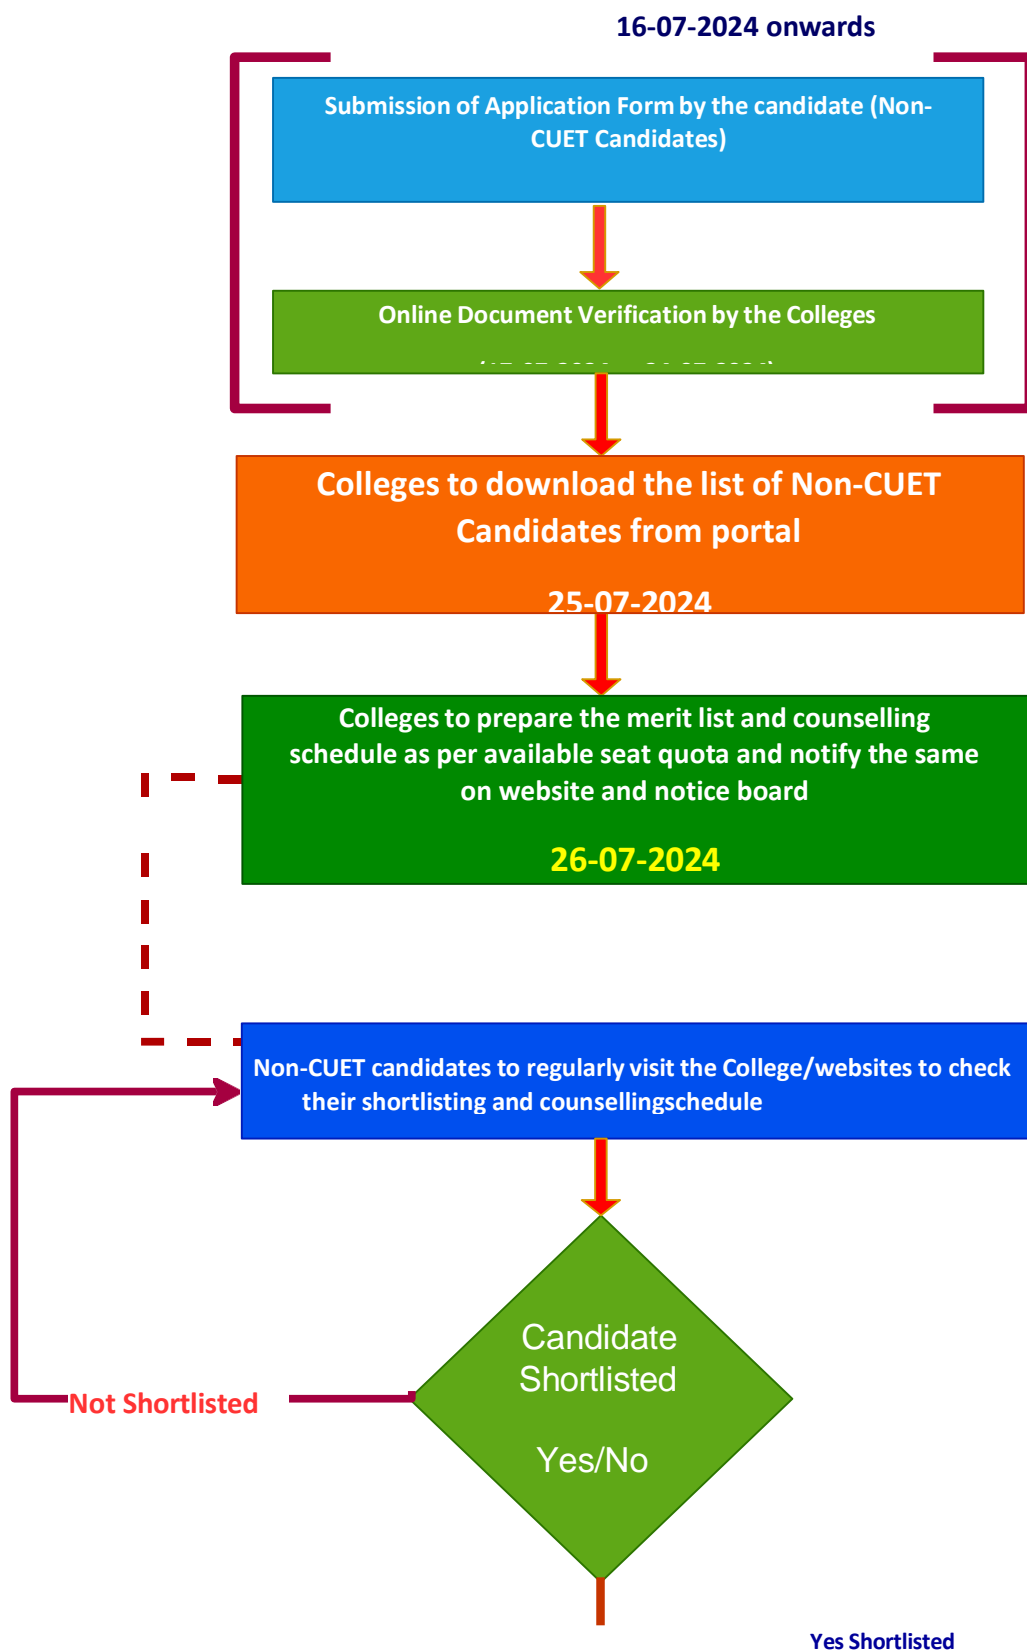 16-07-2024 onwards
Submission of Application Form by the candidate (Non-
CUET Candidates)
Online Document Verification by the Colleges
Colleges to download the list of Non-CUET
Candidates from portal
25-07-2024
Colleges to prepare the merit list and counselling
schedule as per available seat quota and notify the same
on website and notice board
26-07-2024
Non-CUET candidates to regularly visit the College/websites to check
their shortlisting and counsellingschedule
Candidate
Shortlisted
Yes/No
Not Shortlisted
Yes Shortlisted